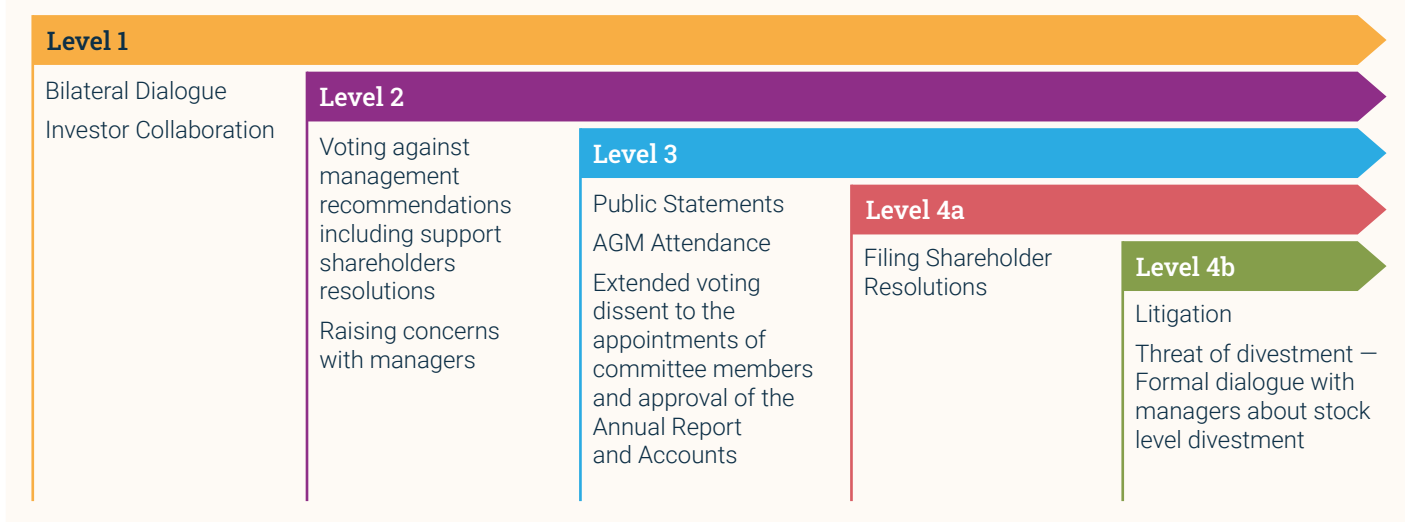 Level 1
Bilateral Dialogue
Investor Collaboration
Level 2
Voting against
management
recommendations
including support
shareholders
resolutions
Raising concerns
with managers
Level 3
Public Statements
AGM Attendance
Extended voting
dissent to the
appointments of
committee members
and approval of the
Annual Report
and Accounts
Level 4a
Filing Shareholder
Resolutions
Level 4b
Litigation
Threat of divestment —
Formal dialogue with
managers about stock
level divestment